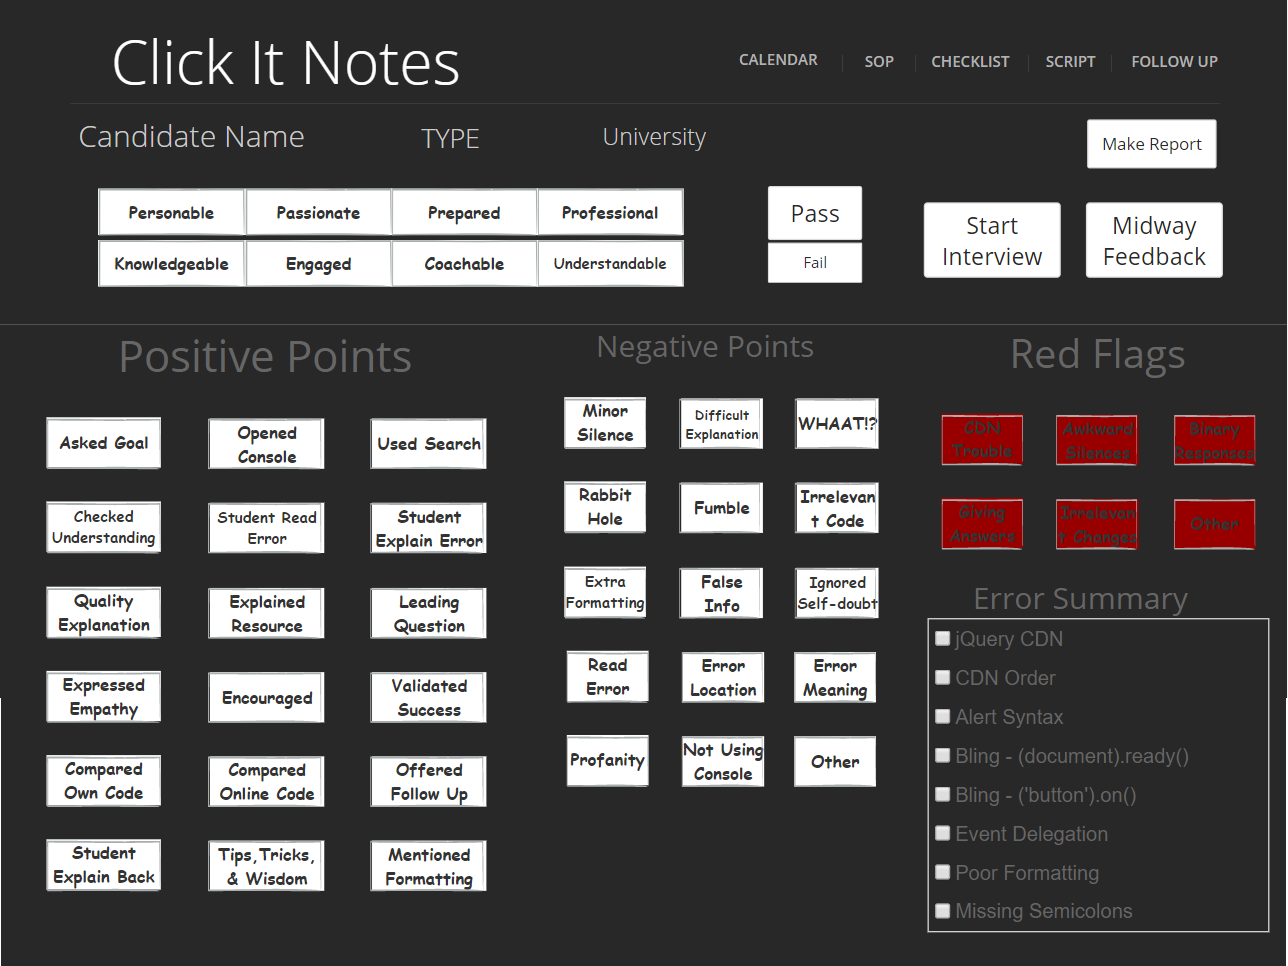 Click It Notes
CALENDAR
SOP
CHECKLIST
SCRIPT
FOLLOW UP
Candidate Name
TYPE
University
Make Report
Personable
Passionate
Prepared
Professional
Knowledgeable
Engaged
Coachable
Understandable
Pass
Fail
Start
Interview
Midway
Feedback
Positive Points
Asked Goal
Opened
Console
Used Search
Checked
Understanding
Student Read
Error
Student
Explain Error
Quality
Explanation
Explained
Resource
Leading
Question
Expressed
Empathy
Encouraged
Validated
Success
Compared
Own Code
Compared
Online Code
Offered
Follow Up
Student
Explain Back
Tips,Tricks,
& Wisdom
Mentioned
Formatting
Negative Points
Minor
Silence
Difficult
Explanation
WHAAT!?
Rabbit
Hole
Fumble
Irrelevan
t Code
Extra
Formatting
False
Info
Ignored
Self-doubt
Read
Error
Error
Location
Error
Meaning
Profanity
Not Using
Console
Other
Red Flags
CDN
Trouble
Awkward
Silences
Binary
Responses
Giving
Answers
Irrelevan
t Changes
Other
Error Summary
jQuery CDN
CDN Order
Alert Syntax
Bling - (document).ready()
Bling - ('button').on()
Event Delegation
Poor Formatting
Missing Semicolons